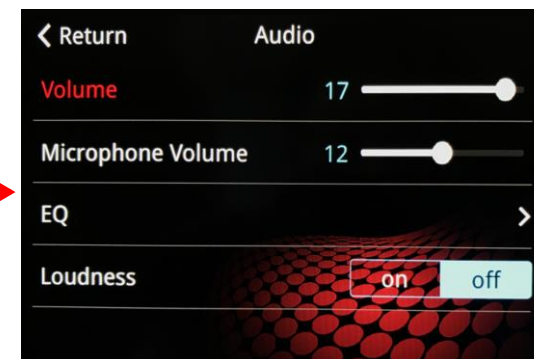 Return Audio
Volume 17
Microphone Volume 12
EQ
Loudness on off